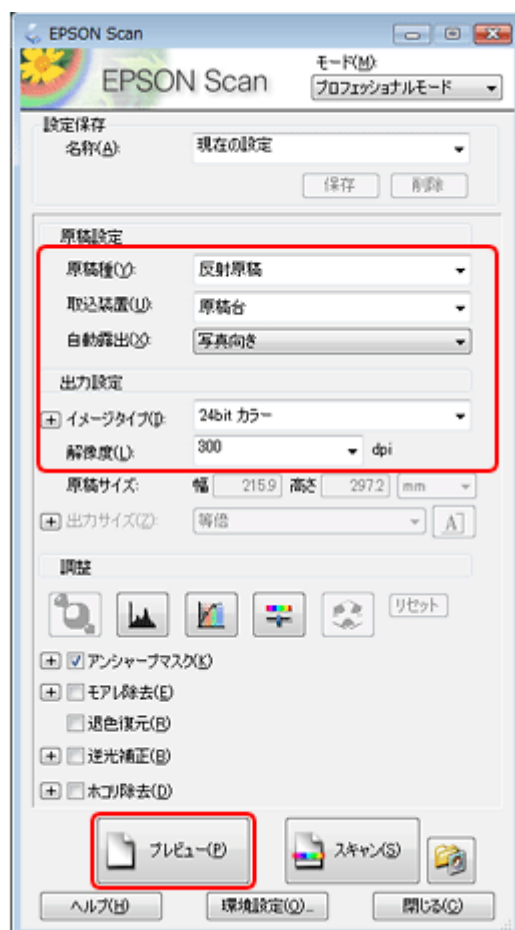 EPSON Scan
EPSON Scan
モード(M):
プロフェッショナルモード
設定保存
名称(A):
現在の設定
保存
削除
原稿設定
原稿種(Y):
反射原稿
取込装置(U):
原稿台
自動露出(X):
写真向き
出力設定
イメージタイプ(I):
24bit カラー
解像度(L):
300
dpi
原稿サイズ:
幅 215.9 高さ 297.2 mm
出力サイズ(Z):
等倍
A
調整
リセット
アンシャープマスク(K)
モアレ除去(E)
退色復元(R)
逆光補正(B)
ホコリ除去(D)
プレビュー(P)
スキャン(S)
ヘルプ(H)
環境設定(O)...
閉じる(C)